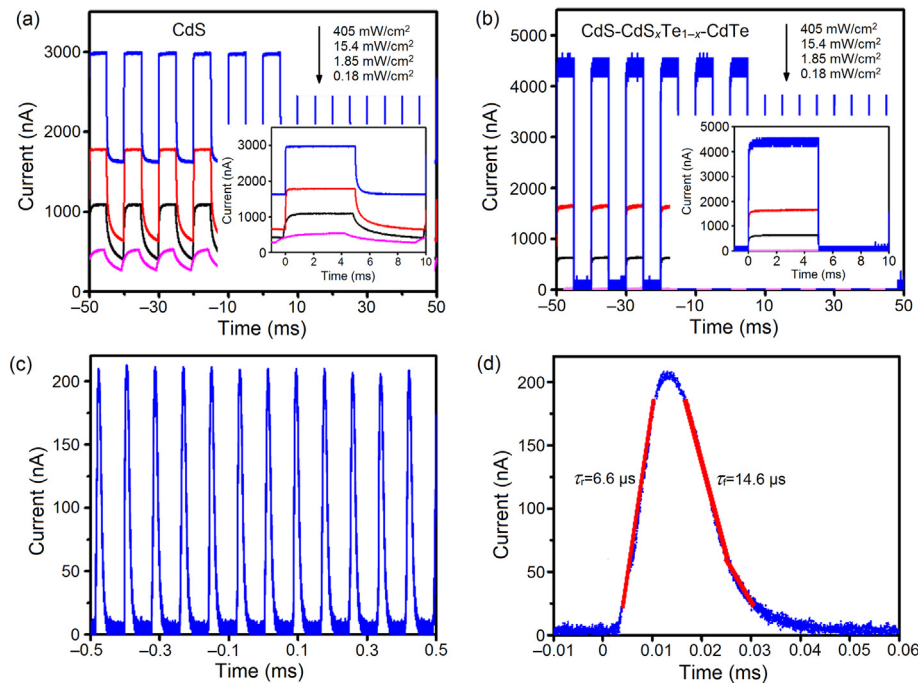 (a)
CdS
405 mW/cm²
15.4 mW/cm²
1.85 mW/cm²
0.18 mW/cm²
3000
2000
1000
0
Current (nA)
–50
–30
–10
10
30
50
Time (ms)
3000
2000
1000
0
Current (nA)
0
2
4
6
8
10
Time (ms)
(b)
CdS-CdSₓTe₁₋ₓ-CdTe
405 mW/cm²
15.4 mW/cm²
1.85 mW/cm²
0.18 mW/cm²
5000
4000
3000
2000
1000
0
Current (nA)
–50
–30
–10
10
30
50
Time (ms)
5000
4000
3000
2000
1000
0
Current (nA)
0
2
4
6
8
10
Time (ms)
(c)
200
150
100
50
0
Current (nA)
–0.5
–0.3
–0.1
0.1
0.3
0.5
Time (ms)
(d)
200
150
100
50
0
Current (nA)
τr=6.6 µs
τf=14.6 µs
–0.01
0
0.01
0.02
0.03
0.04
0.05
0.06
Time (ms)